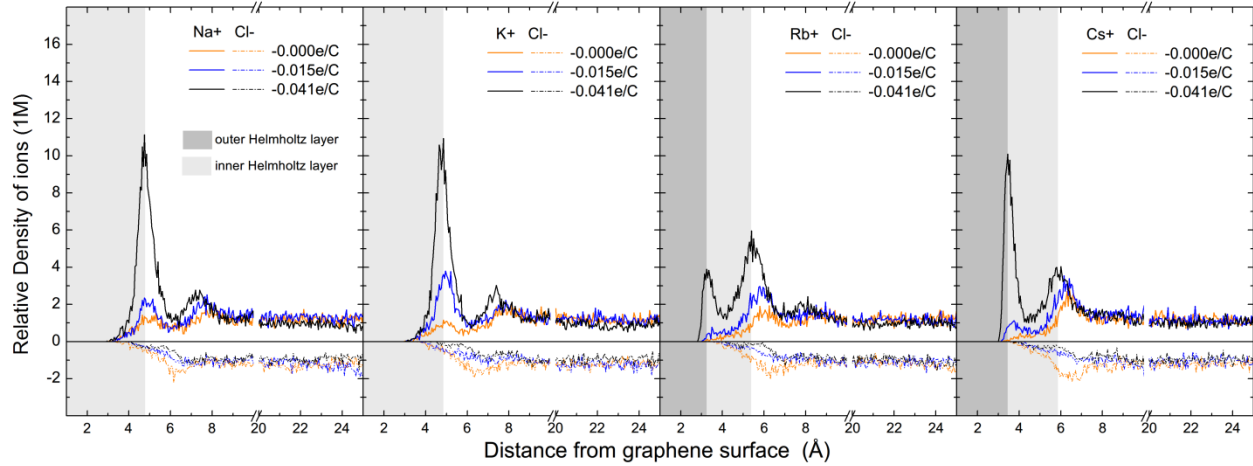 Relative Density of ions (1M)
16
14
12
10
8
6
4
2
0
-2
Na+ Cl-
-0.000e/C
-0.015e/C
-0.041e/C
outer Helmholtz layer
inner Helmholtz layer
K+ Cl-
-0.000e/C
-0.015e/C
-0.041e/C
Rb+ Cl-
-0.000e/C
-0.015e/C
-0.041e/C
Cs+ Cl-
-0.000e/C
-0.015e/C
-0.041e/C
2 4 6 8 20 22 24 2 4 6 8 20 22 24 2 4 6 8 20 22 24 2 4 6 8 20 22 24
Distance from graphene surface (Å)